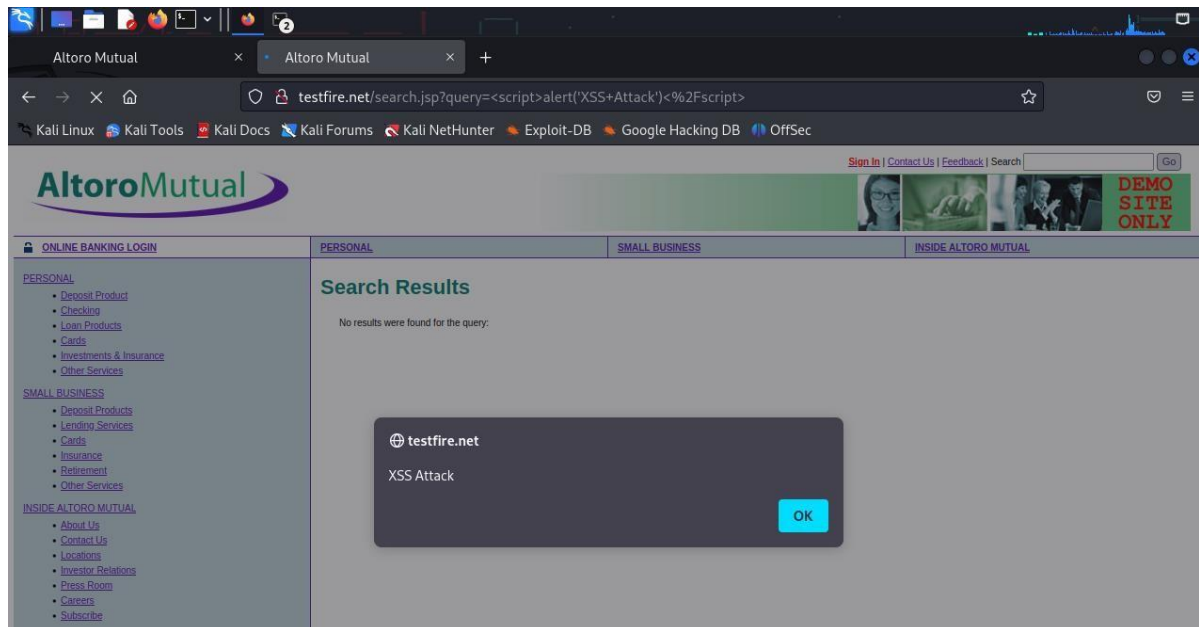 2
Altoro Mutual
Altoro Mutual
testfire.net/search.jsp?query=<script>alert('XSS+Attack')<%2Fscript>
Kali Linux Kali Tools Kali Docs Kali Forums Kali NetHunter Exploit-DB Google Hacking DB OffSec
Sign In | Contact Us | Feedback | Search Go
AltoroMutual
DEMO
SITE
ONLY
ONLINE BANKING LOGIN PERSONAL SMALL BUSINESS INSIDE ALTORO MUTUAL
PERSONAL
Deposit Product
Checking
Loan Products
Cards
Investments & Insurance
Other Services
SMALL BUSINESS
Deposit Products
Lending Services
Cards
Insurance
Retirement
Other Services
INSIDE ALTORO MUTUAL
About Us
Contact Us
Locations
Investor Relations
Press Room
Careers
Subscribe
Search Results
No results were found for the query:
testfire.net
XSS Attack
OK